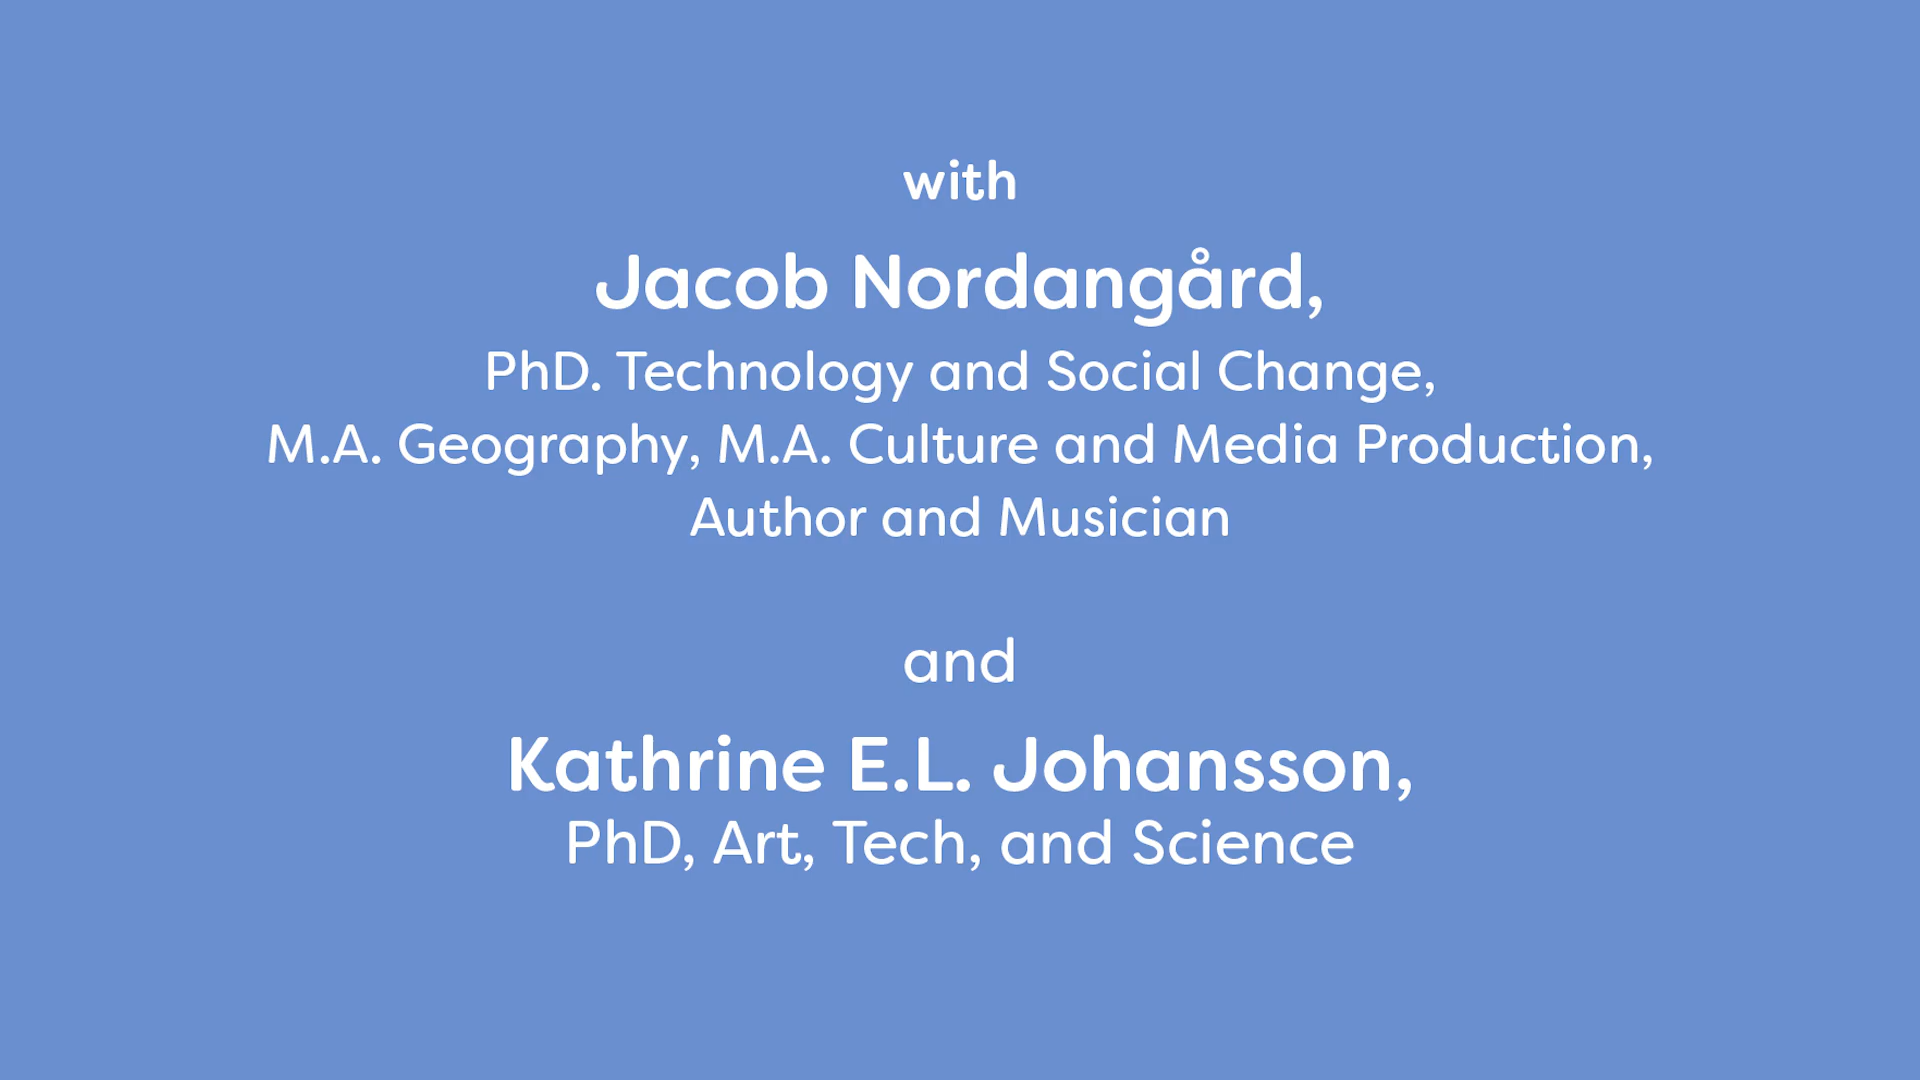 with
Jacob Nordangård,
PhD. Technology and Social Change,
M.A. Geography, M.A. Culture and Media Production,
Author and Musician
and
Kathrine E.L. Johansson,
PhD, Art, Tech, and Science